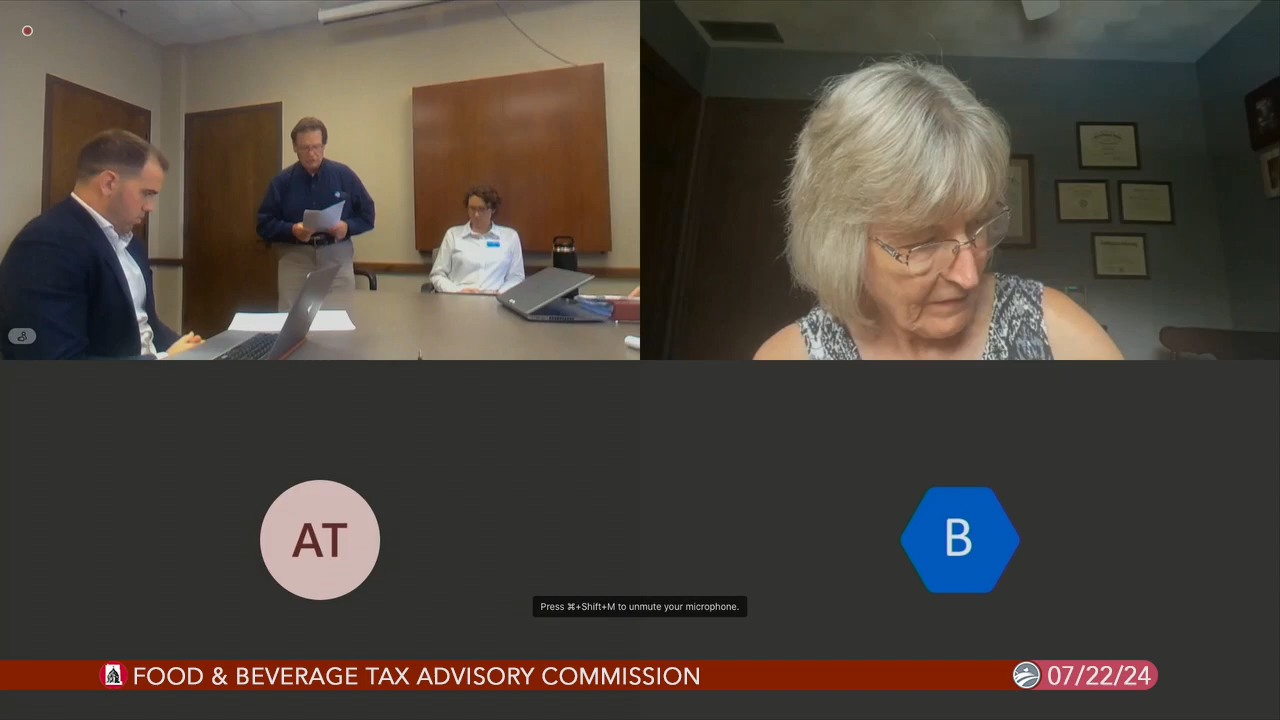 AT
B
Press ⌘+Shift+M to unmute your microphone.
FOOD & BEVERAGE TAX ADVISORY COMMISSION
07/22/24